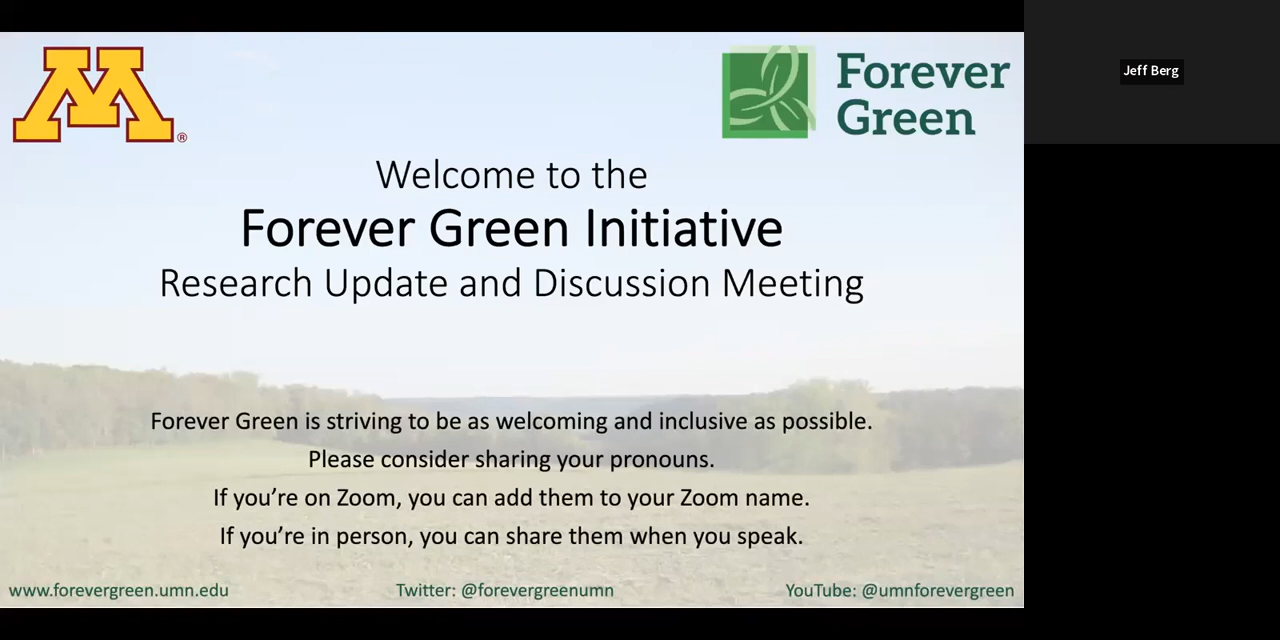 M
®
Forever
Green
Jeff Berg
Welcome to the
Forever Green Initiative
Research Update and Discussion Meeting
Forever Green is striving to be as welcoming and inclusive as possible.
Please consider sharing your pronouns.
If you’re on Zoom, you can add them to your Zoom name.
If you’re in person, you can share them when you speak.
www.forevergreen.umn.edu
Twitter: @forevergreenumn
YouTube: @umnforevergreen